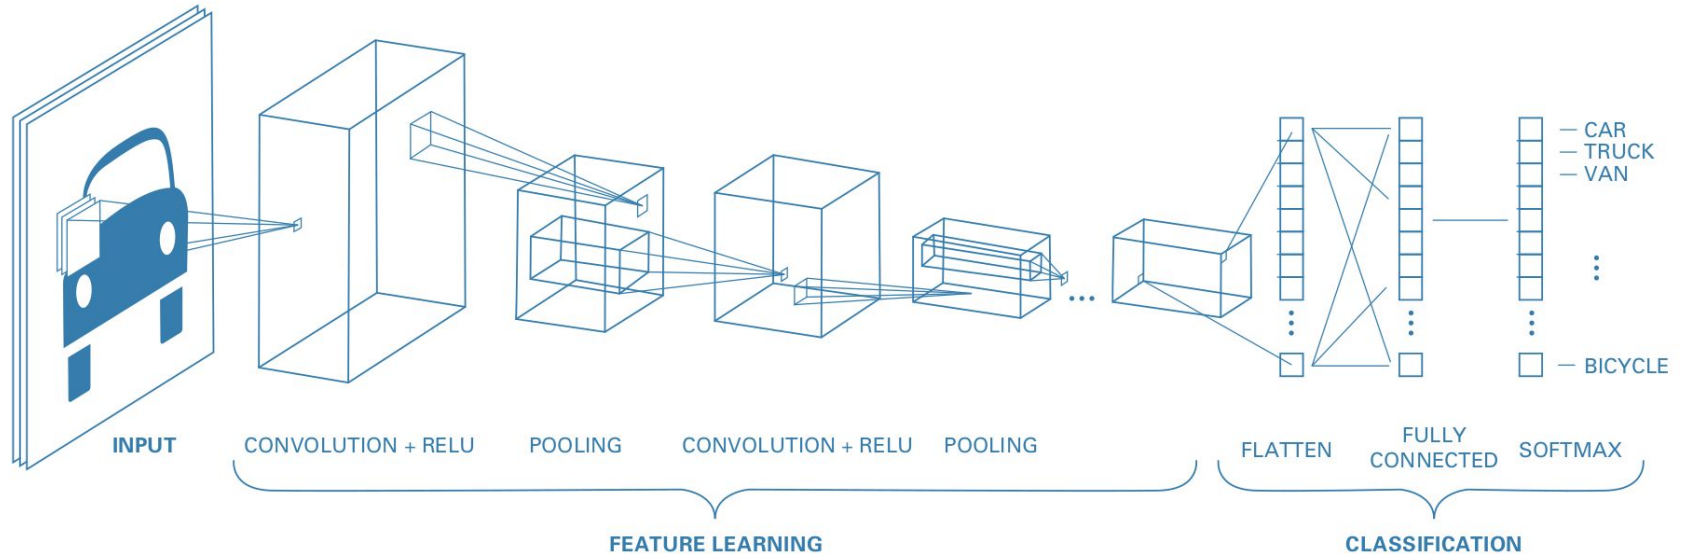 CAR
TRUCK
VAN
BICYCLE
INPUT
CONVOLUTION + RELU
POOLING
CONVOLUTION + RELU
POOLING
FLATTEN
FULLY
CONNECTED
SOFTMAX
FEATURE LEARNING
CLASSIFICATION